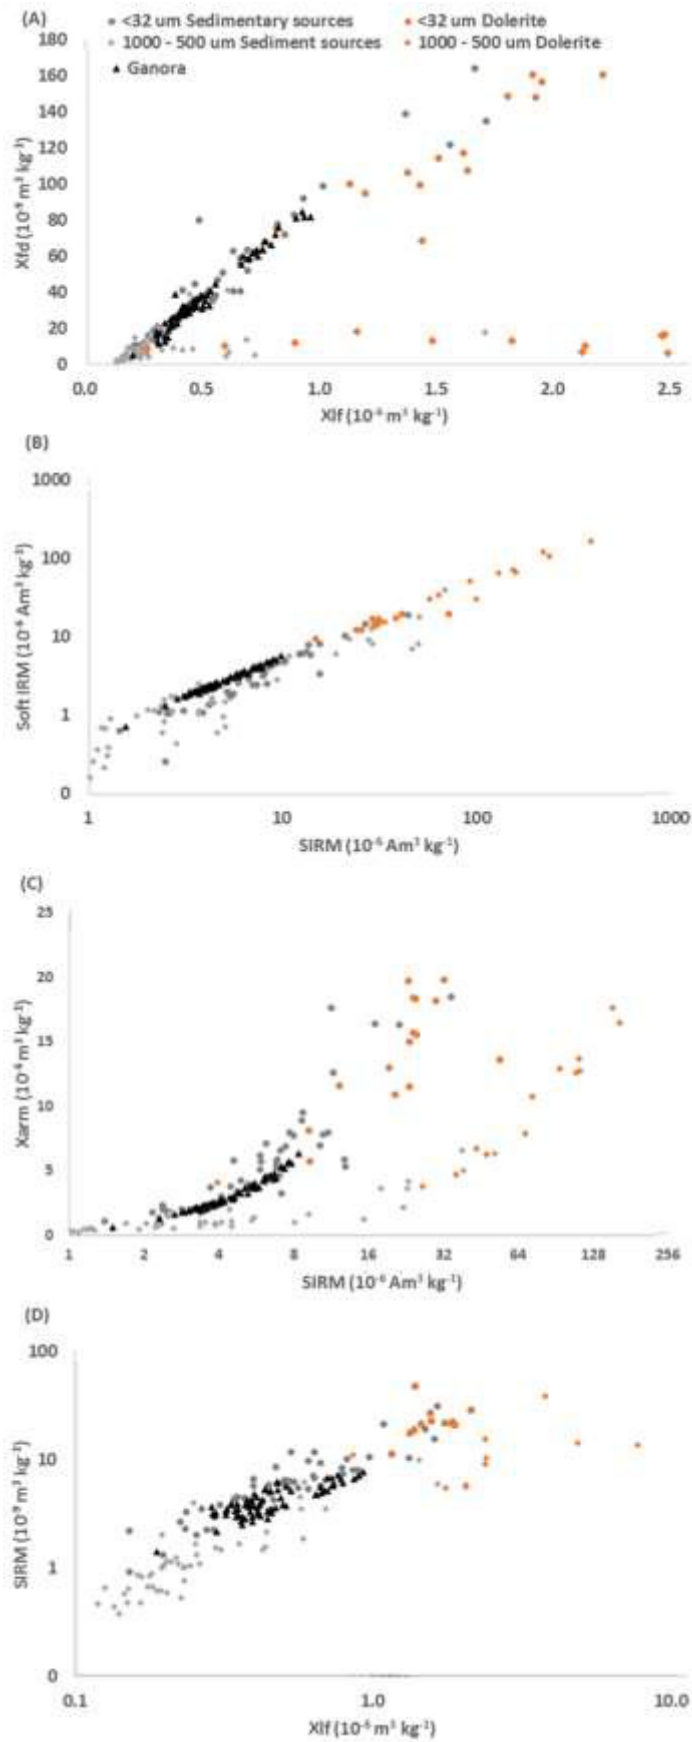 (A)
<32 um Sedimentary sources <32 um Dolerite
1000 - 500 um Sediment sources 1000 - 500 um Dolerite
Ganora
180
160
140
120
100
80
60
40
20
0
Xfd (10⁻⁹ m³ kg⁻¹)
0.0 0.5 1.0 1.5 2.0 2.5
Xlf (10⁻⁶ m³ kg⁻¹)
(B)
1000
100
10
1
0
Soft IRM (10⁻⁶ Am³ kg⁻¹)
1 10 100 1000
SIRM (10⁻⁶ Am³ kg⁻¹)
(C)
25
20
15
10
5
0
Xarm (10⁻⁶ m³ kg⁻¹)
1 2 4 8 16 32 64 128 256
SIRM (10⁻⁶ Am³ kg⁻¹)
(D)
100
10
1
0
SIRM (10⁻⁹ m³ kg⁻¹)
0.1 1.0 10.0
Xlf (10⁻⁶ m³ kg⁻¹)